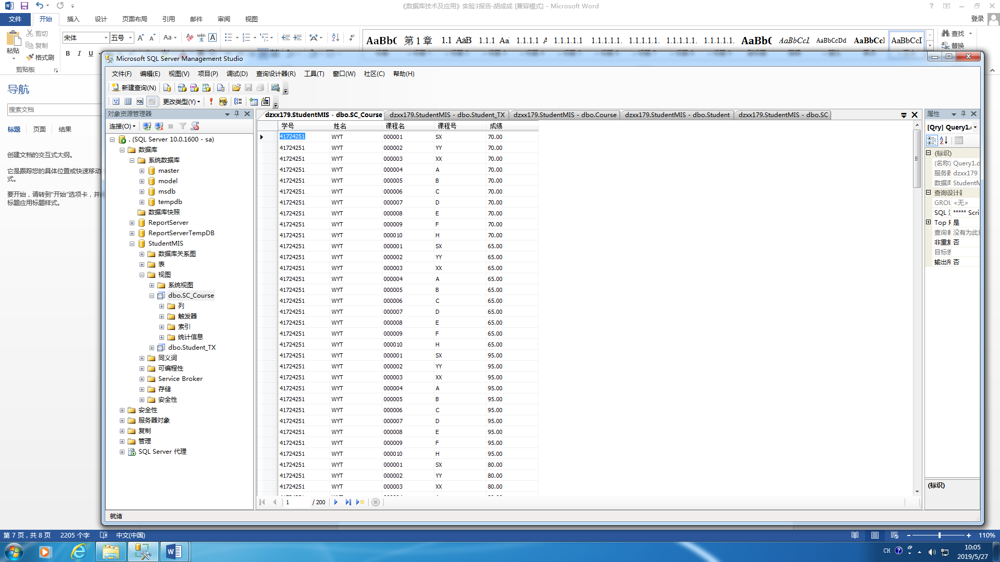 《数据库技术及应用》实验3报告-胡成成 [兼容模式] - Microsoft Word
文件 开始 插入 设计 页面布局 引用 邮件 审阅 视图 登录
粘贴 剪切 复制 格式刷 剪贴板
宋体 五号
AaBbC 第 1 章 1.1 AaB 1.1.1 Aa 1.1.1.1 A 1.1.1.1.1 1.1.1.1.1. 1.1.1.1.1. 1.1.1.1.1. AaBbC AaBbCcL AaBbCcDd AaBbCcI AaBbCcI
查找
替换
导航
搜索文档
标题 页面 结果
创建文档的交互式大纲。
它是跟踪您的具体位置或快速移动
式。
要开始，请转到“开始”选项卡，并
标题应用标题样式。
Microsoft SQL Server Management Studio
文件(F) 编辑(E) 视图(V) 项目(P) 调试(D) 查询设计器(R) 工具(T) 窗口(W) 社区(C) 帮助(H)
新建查询(N)
更改类型(Y)
对象资源管理器
连接(O)
. (SQL Server 10.0.1600 - sa)
数据库
系统数据库
master
model
msdb
tempdb
数据库快照
ReportServer
ReportServerTempDB
StudentMIS
数据库关系图
表
视图
系统视图
dbo.SC_Course
列
触发器
索引
统计信息
dbo.Student_TX
同义词
可编程性
Service Broker
存储
安全性
安全性
服务器对象
复制
管理
SQL Server 代理
dzxx179.StudentMIS - dbo.SC_Course dzxx179.StudentMIS - dbo.Student_TX dzxx179.StudentMIS - dbo.Course dzxx179.StudentMIS - dbo.Student dzxx179.StudentMIS - dbo.SC
学号 姓名 课程名 课程号 成绩
41724251 WYT 000001 SX 70.00
41724251 WYT 000002 YY 70.00
41724251 WYT 000003 XX 70.00
41724251 WYT 000004 A 70.00
41724251 WYT 000005 B 70.00
41724251 WYT 000006 C 70.00
41724251 WYT 000007 D 70.00
41724251 WYT 000008 E 70.00
41724251 WYT 000009 F 70.00
41724251 WYT 000010 H 70.00
41724251 WYT 000001 SX 65.00
41724251 WYT 000002 YY 65.00
41724251 WYT 000003 XX 65.00
41724251 WYT 000004 A 65.00
41724251 WYT 000005 B 65.00
41724251 WYT 000006 C 65.00
41724251 WYT 000007 D 65.00
41724251 WYT 000008 E 65.00
41724251 WYT 000009 F 65.00
41724251 WYT 000010 H 65.00
41724251 WYT 000001 SX 95.00
41724251 WYT 000002 YY 95.00
41724251 WYT 000003 XX 95.00
41724251 WYT 000004 A 95.00
41724251 WYT 000005 B 95.00
41724251 WYT 000006 C 95.00
41724251 WYT 000007 D 95.00
41724251 WYT 000008 E 95.00
41724251 WYT 000009 F 95.00
41724251 WYT 000010 H 95.00
41724251 WYT 000001 SX 80.00
41724251 WYT 000002 YY 80.00
41724251 WYT 000003 XX 80.00
1 / 200
属性
[Qry] Query1.
(标识)
(名称) Query1.d
服务器 dzxx179
数据库 StudentM
查询设计器
GROU <无>
SQL ***** Scri
Top 是
查询参 没有为此查
非重复 否
目标表
输出所 否
(标识)
就绪
第 7 页，共 8 页 2205 个字 中文(中国) 110%
CH 10:05
2019/5/27